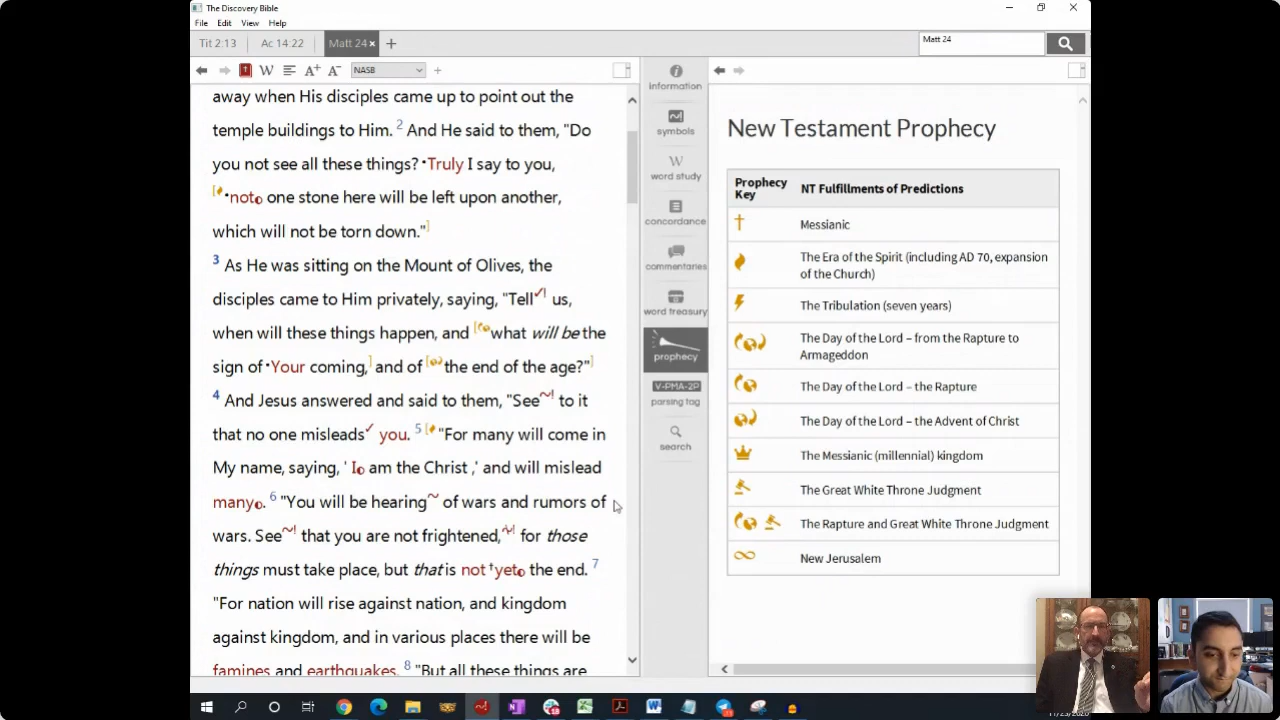 The Discovery Bible
File Edit View Help
Tit 2:13 Ac 14:22 Matt 24 × +
Matt 24
W A+ A− NASB +
away when His disciples came up to point out the
temple buildings to Him. 2 And He said to them, "Do
you not see all these things? Truly I say to you,
[not one stone here will be left upon another,
which will not be torn down."]
3 As He was sitting on the Mount of Olives, the
disciples came to Him privately, saying, "Tell us,
when will these things happen, and [what will be the
sign of Your coming,] and of [the end of the age?"]
4 And Jesus answered and said to them, "See to it
that no one misleads you. 5 ["For many will come in
My name, saying, ' I am the Christ ,' and will mislead
many. 6 "You will be hearing of wars and rumors of
wars. See that you are not frightened, for those
things must take place, but that is not yet the end. 7
"For nation will rise against nation, and kingdom
against kingdom, and in various places there will be
famines and earthquakes. 8 "But all these things are
information
symbols
W
word study
concordance
commentaries
word treasury
prophecy
V-PMA-2P
parsing tag
search
New Testament Prophecy
Prophecy Key NT Fulfillments of Predictions
Messianic
The Era of the Spirit (including AD 70, expansion
of the Church)
The Tribulation (seven years)
The Day of the Lord – from the Rapture to
Armageddon
The Day of the Lord – the Rapture
The Day of the Lord – the Advent of Christ
The Messianic (millennial) kingdom
The Great White Throne Judgment
The Rapture and Great White Throne Judgment
New Jerusalem
11/23/2020